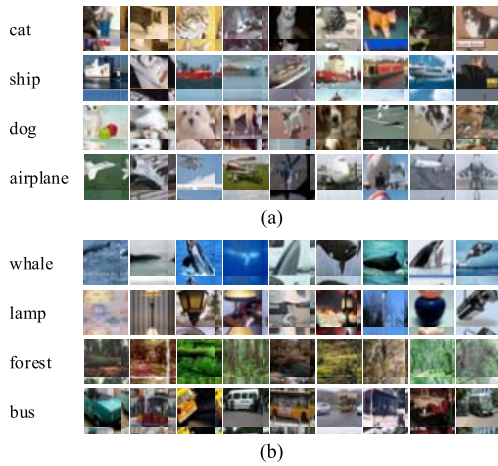 cat
ship
dog
airplane
(a)
whale
lamp
forest
bus
(b)